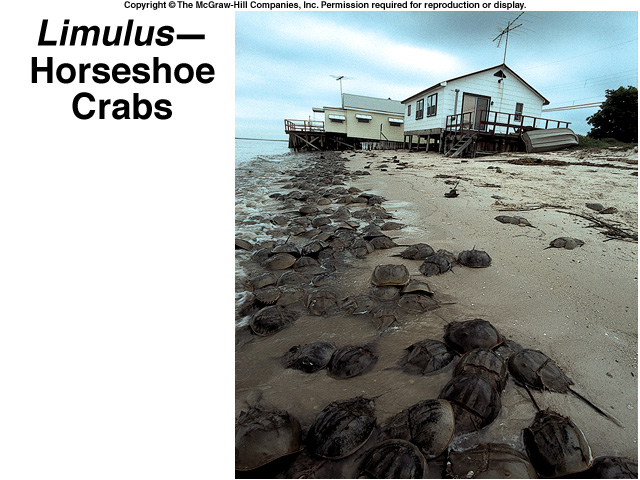 Copyright © The McGraw-Hill Companies, Inc. Permission required for reproduction or display.
Limulus—
Horseshoe
Crabs